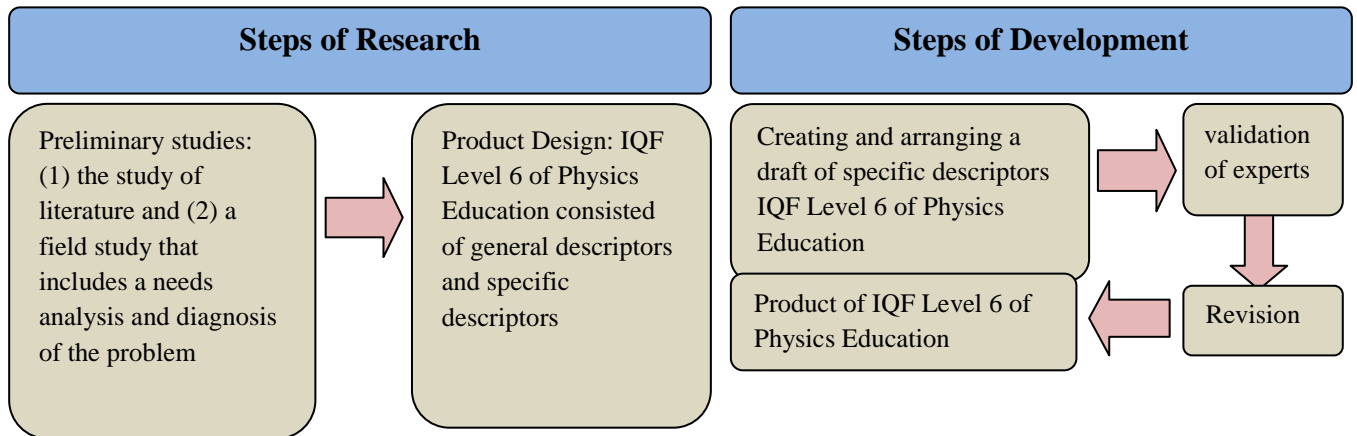 Steps of Research
Preliminary studies:
(1) the study of
literature and (2) a
field study that
includes a needs
analysis and diagnosis
of the problem
Product Design: IQF
Level 6 of Physics
Education consisted
of general descriptors
and specific
descriptors
Steps of Development
Creating and arranging a
draft of specific descriptors
IQF Level 6 of Physics
Education
validation
of experts
Revision
Product of IQF Level 6 of
Physics Education